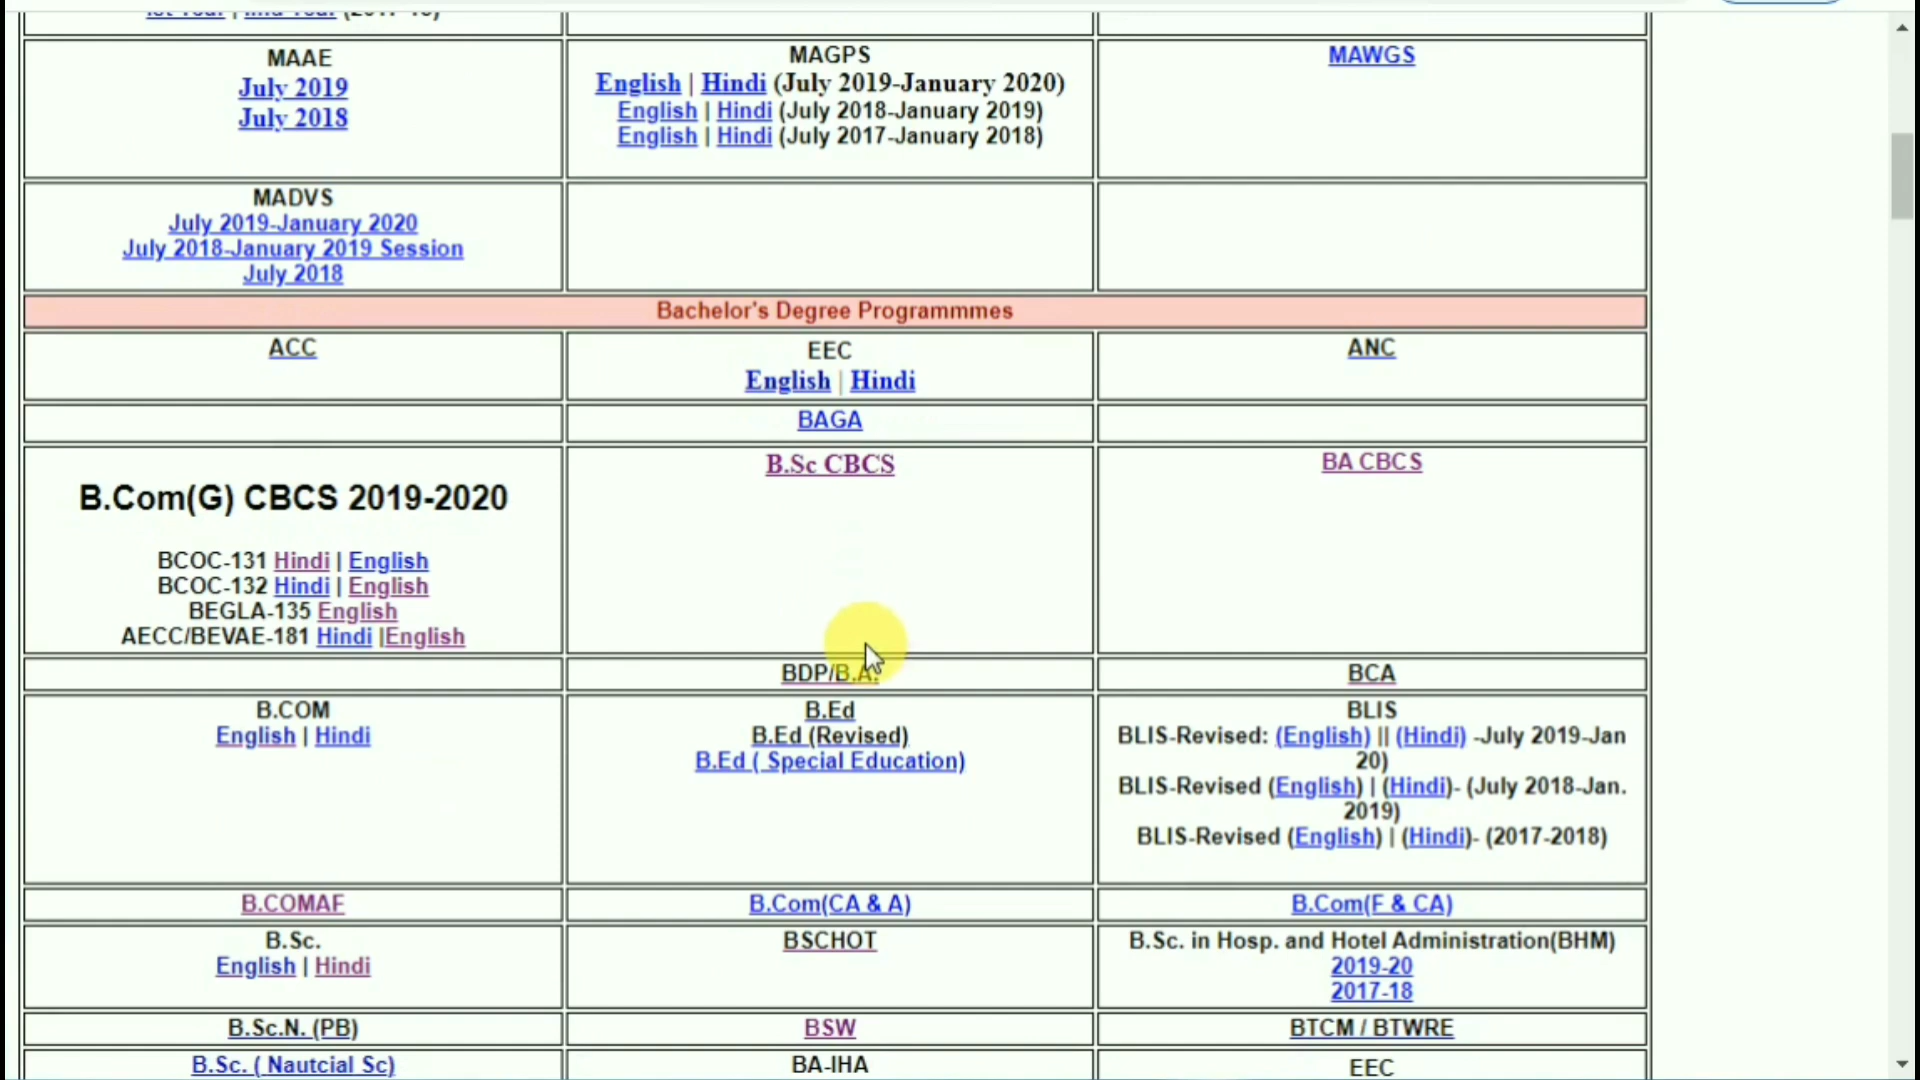 Ist Year | IInd Year (2017-18)
MAAE
July 2019
July 2018
MAGPS
English | Hindi (July 2019-January 2020)
English | Hindi (July 2018-January 2019)
English | Hindi (July 2017-January 2018)
MAWGS
MADVS
July 2019-January 2020
July 2018-January 2019 Session
July 2018
Bachelor's Degree Programmmes
ACC
EEC
English | Hindi
ANC
BAGA
B.Com(G) CBCS 2019-2020
BCOC-131 Hindi | English
BCOC-132 Hindi | English
BEGLA-135 English
AECC/BEVAE-181 Hindi |English
B.Sc CBCS
BA CBCS
BDP/B.A.
BCA
B.COM
English | Hindi
B.Ed
B.Ed (Revised)
B.Ed ( Special Education)
BLIS
BLIS-Revised: (English) || (Hindi) -July 2019-Jan
20)
BLIS-Revised (English) | (Hindi)- (July 2018-Jan.
2019)
BLIS-Revised (English) | (Hindi)- (2017-2018)
B.COMAF
B.Com(CA & A)
B.Com(F & CA)
B.Sc.
English | Hindi
BSCHOT
B.Sc. in Hosp. and Hotel Administration(BHM)
2019-20
2017-18
B.Sc.N. (PB)
BSW
BTCM / BTWRE
B.Sc. ( Nautcial Sc)
BA-IHA
EEC